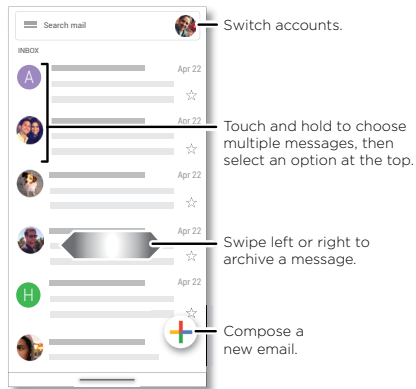 Search mail
Switch accounts.
INBOX
A
Apr 22
Apr 22
Touch and hold to choose
multiple messages, then
select an option at the top.
Apr 22
Apr 22
Swipe left or right to
archive a message.
H
Apr 22
Compose a
new email.